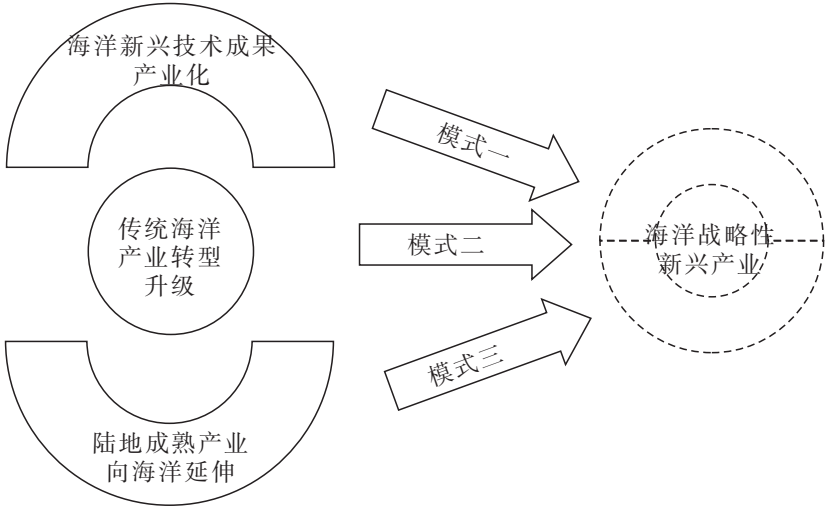 海洋新兴技术成果
产业化
模式一
传统海洋
产业转型
升级
模式二
海洋战略性
新兴产业
模式三
陆地成熟产业
向海洋延伸